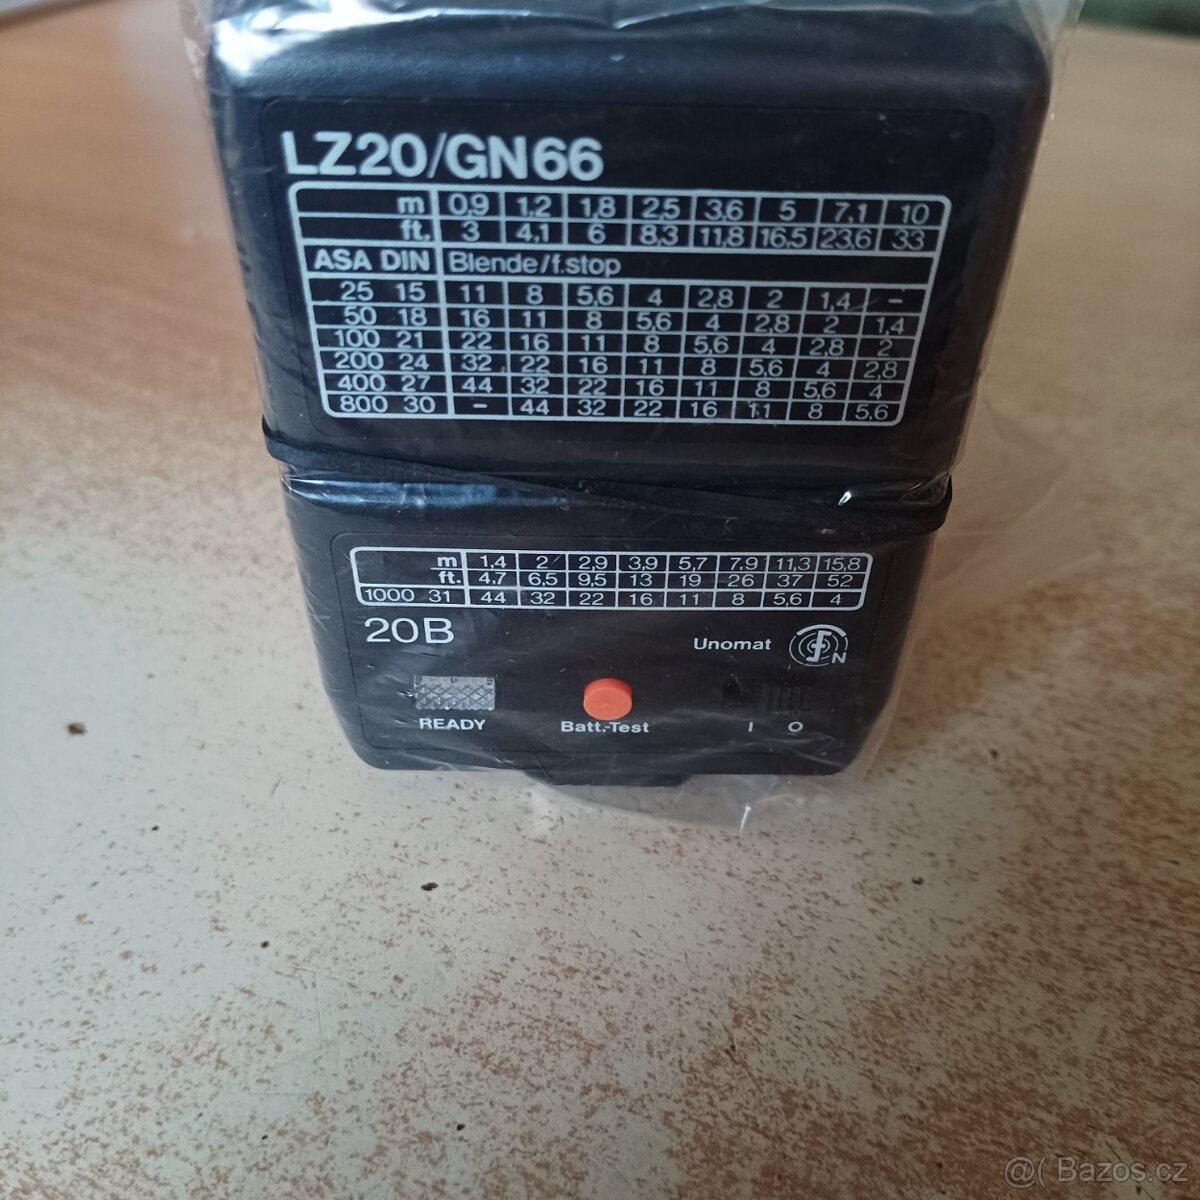 LZ20/GN66
m 0,9 1,2 1,8 2,5 3,6 5 7,1 10
ft. 3 4,1 6 8,3 11,8 16,5 23,6 33
ASA DIN Blende/f.stop
25 15 11 8 5,6 4 2,8 2 1,4 –
50 18 16 11 8 5,6 4 2,8 2 1,4
100 21 22 16 11 8 5,6 4 2,8 2
200 24 32 22 16 11 8 5,6 4 2,8
400 27 44 32 22 16 11 8 5,6 4
800 30 – 44 32 22 16 11 8 5,6
m 1,4 2 2,9 3,9 5,7 7,9 11,3 15,8
ft. 4,7 6,5 9,5 13 19 26 37 52
1000 31 44 32 22 16 11 8 5,6 4
20B
Unomat
N
READY Batt.-Test I O
@( Bazos.cz